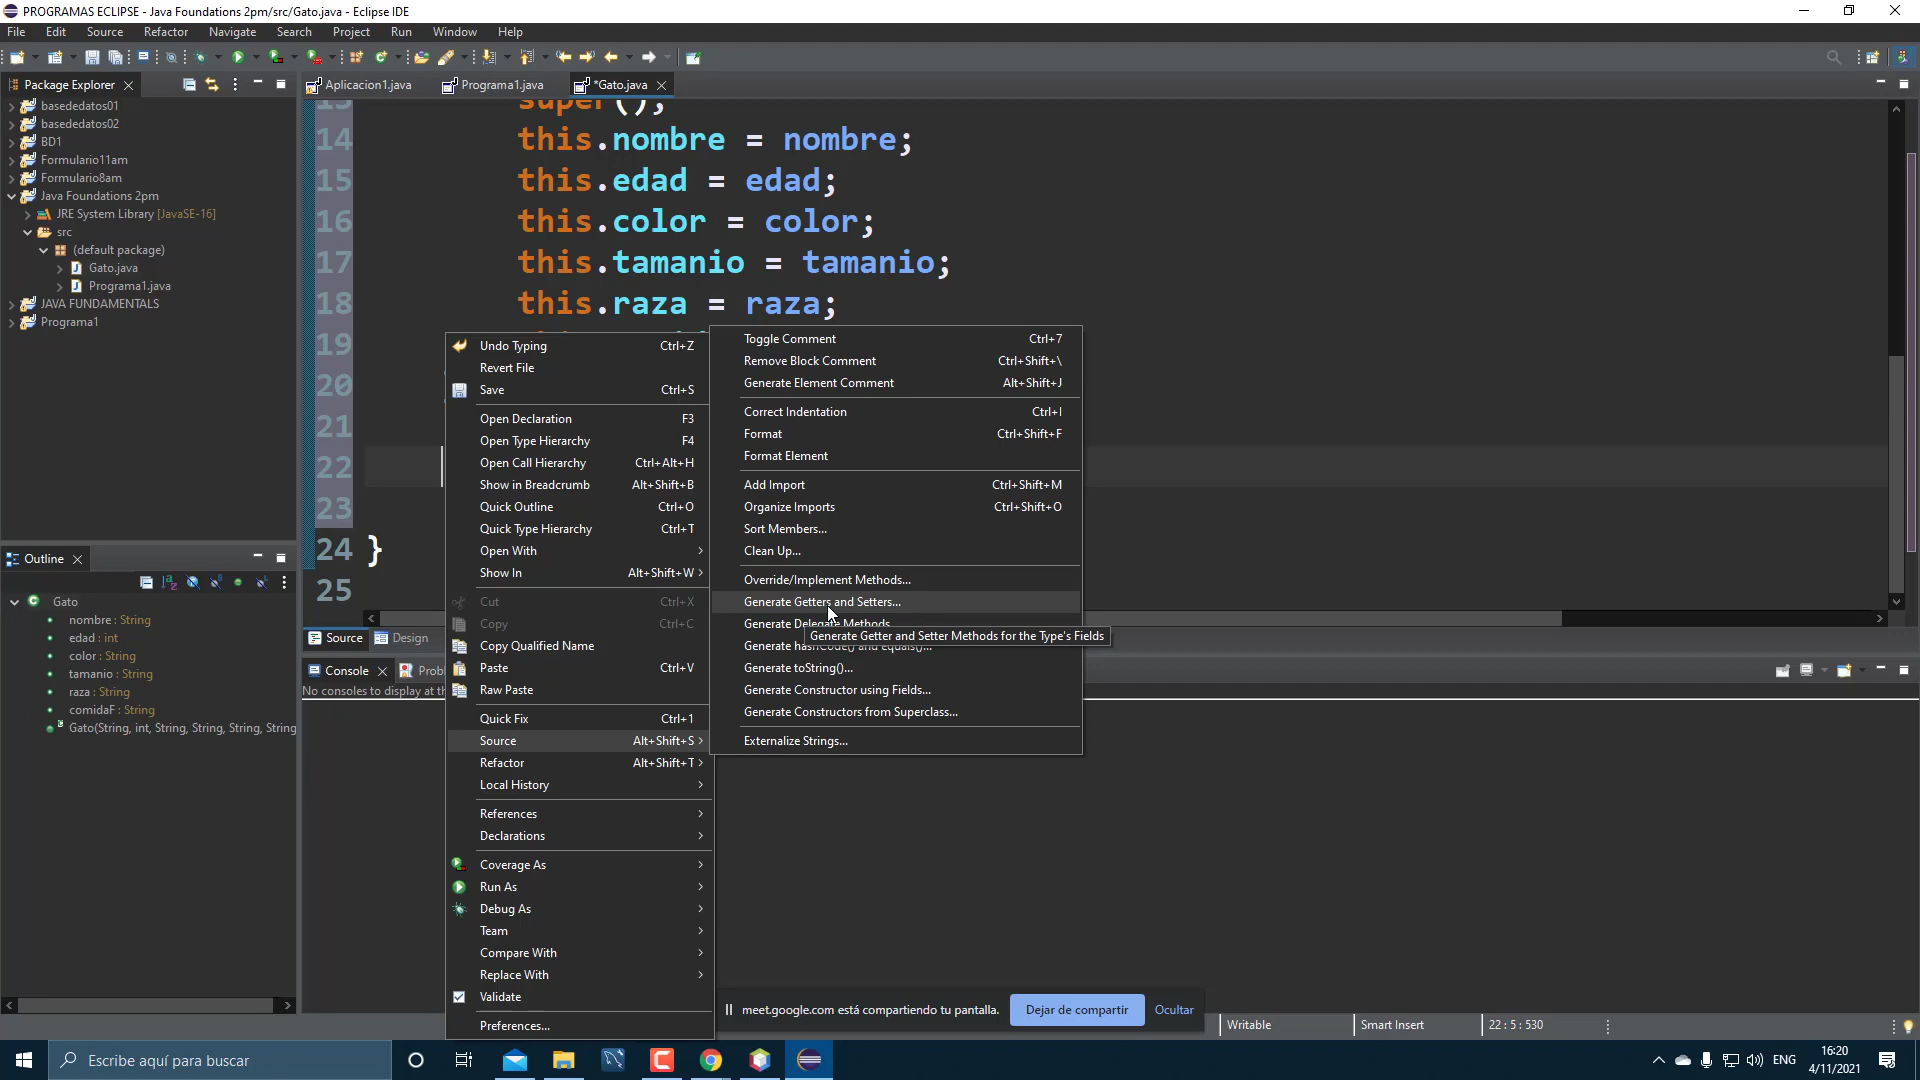 PROGRAMAS ECLIPSE - Java Foundations 2pm/src/Gato.java - Eclipse IDE
File Edit Source Refactor Navigate Search Project Run Window Help
Package Explorer
basededatos01
basededatos02
BD1
Formulario11am
Formulario8am
Java Foundations 2pm
JRE System Library [JavaSE-16]
src
(default package)
Gato.java
Programa1.java
JAVA FUNDAMENTALS
Programa1
Outline
Gato
nombre : String
edad : int
color : String
tamanio : String
raza : String
comidaF : String
Gato(String, int, String, String, String, String
Aplicacion1.java Programa1.java *Gato.java
13 super();
14 this.nombre = nombre;
15 this.edad = edad;
16 this.color = color;
17 this.tamanio = tamanio;
18 this.raza = raza;
19
20
21
22
23
24 }
25
Source Design
Console
No consoles to display at th
Undo Typing Ctrl+Z
Revert File
Save Ctrl+S
Open Declaration F3
Open Type Hierarchy F4
Open Call Hierarchy Ctrl+Alt+H
Show in Breadcrumb Alt+Shift+B
Quick Outline Ctrl+O
Quick Type Hierarchy Ctrl+T
Open With
Show In Alt+Shift+W
Cut Ctrl+X
Copy Ctrl+C
Copy Qualified Name
Paste Ctrl+V
Raw Paste
Quick Fix Ctrl+1
Source Alt+Shift+S
Refactor Alt+Shift+T
Local History
References
Declarations
Coverage As
Run As
Debug As
Team
Compare With
Replace With
Validate
Preferences...
Toggle Comment Ctrl+7
Remove Block Comment Ctrl+Shift+\
Generate Element Comment Alt+Shift+J
Correct Indentation Ctrl+I
Format Ctrl+Shift+F
Format Element
Add Import Ctrl+Shift+M
Organize Imports Ctrl+Shift+O
Sort Members...
Clean Up...
Override/Implement Methods...
Generate Getters and Setters...
Generate Delegate Methods
Generate Getter and Setter Methods for the Type's Fields
Generate hashCode() and equals()...
Generate toString()...
Generate Constructor using Fields...
Generate Constructors from Superclass...
Externalize Strings...
meet.google.com está compartiendo tu pantalla. Dejar de compartir Ocultar
Writable Smart Insert 22 : 5 : 530
Escribe aquí para buscar
ENG
16:20
4/11/2021